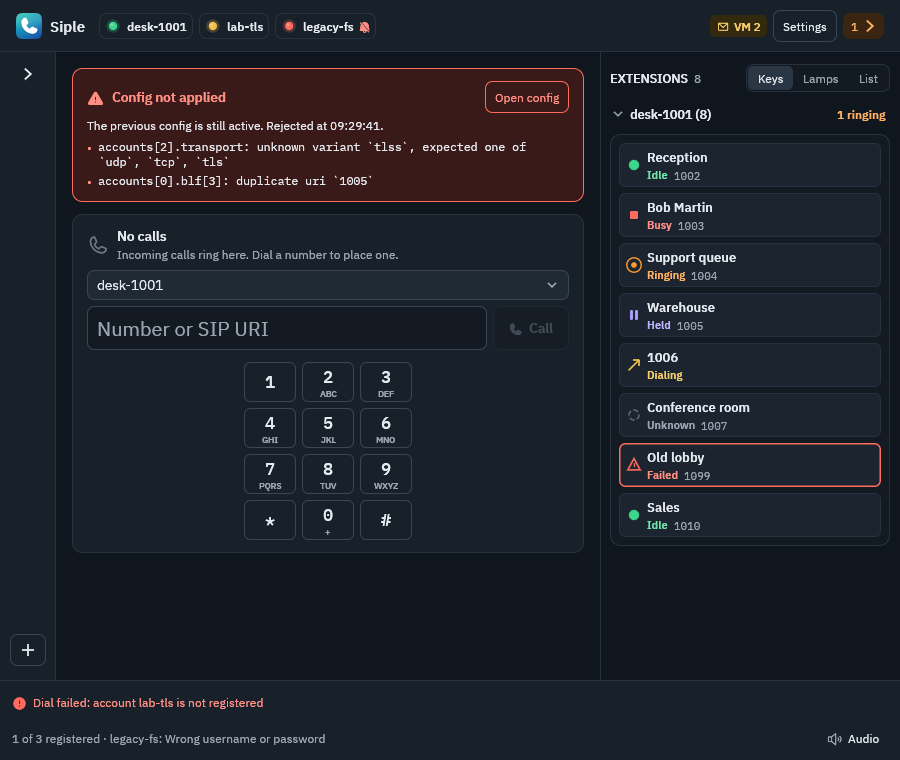 Siple
desk-1001
lab-tls
legacy-fs
VM 2
Settings
1
Config not applied
Open config
The previous config is still active. Rejected at 09:29:41.
• accounts[2].transport: unknown variant `tlss`, expected one of
`udp`, `tcp`, `tls`
• accounts[0].blf[3]: duplicate uri `1005`
No calls
Incoming calls ring here. Dial a number to place one.
desk-1001
Number or SIP URI
Call
1
2
ABC
3
DEF
4
GHI
5
JKL
6
MNO
7
PQRS
8
TUV
9
WXYZ
*
0
+
#
EXTENSIONS 8
Keys
Lamps
List
desk-1001 (8)
1 ringing
Reception
Idle 1002
Bob Martin
Busy 1003
Support queue
Ringing 1004
Warehouse
Held 1005
1006
Dialing
Conference room
Unknown 1007
Old lobby
Failed 1099
Sales
Idle 1010
+
Dial failed: account lab-tls is not registered
1 of 3 registered · legacy-fs: Wrong username or password
Audio